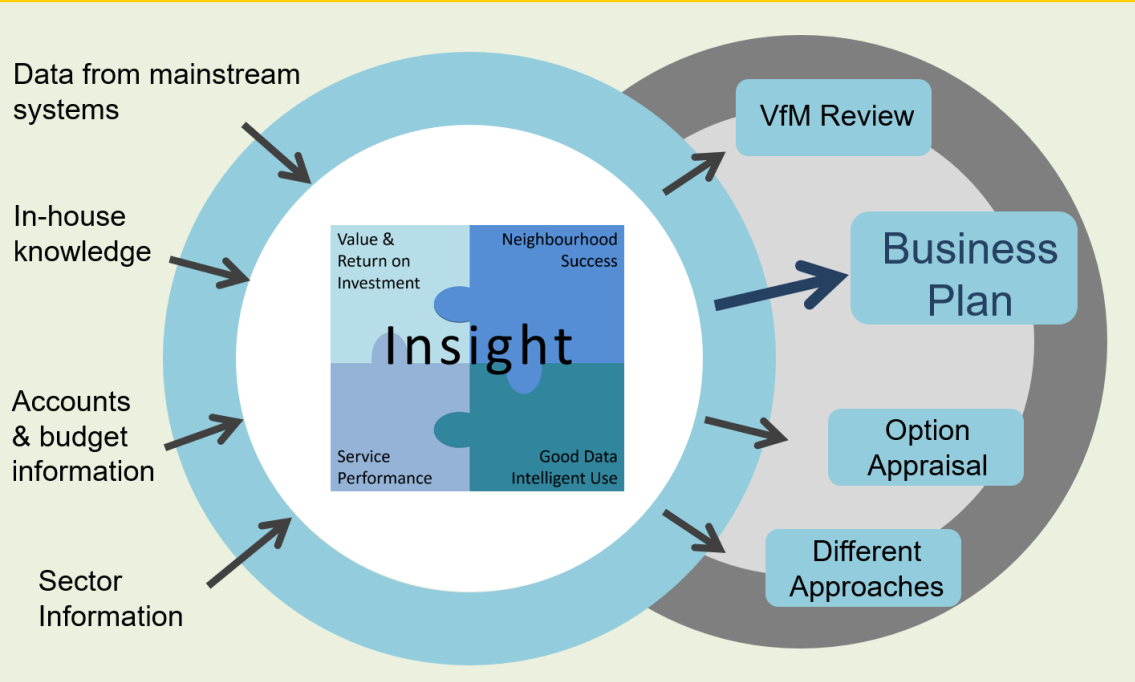 Data from mainstream
systems
In-house
knowledge
Accounts
& budget
information
Sector
Information
Value &
Return on
Investment
Neighbourhood
Success
Insight
Service
Performance
Good Data
Intelligent Use
VfM Review
Business
Plan
Option
Appraisal
Different
Approaches